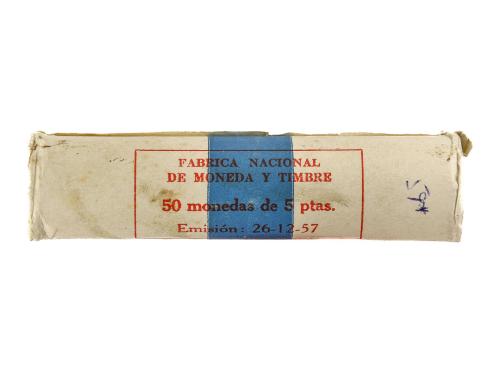 FABRICA NACIONAL
DE MONEDA Y TIMBRE
50 monedas de 5 ptas.
Emisión: 26-12-57